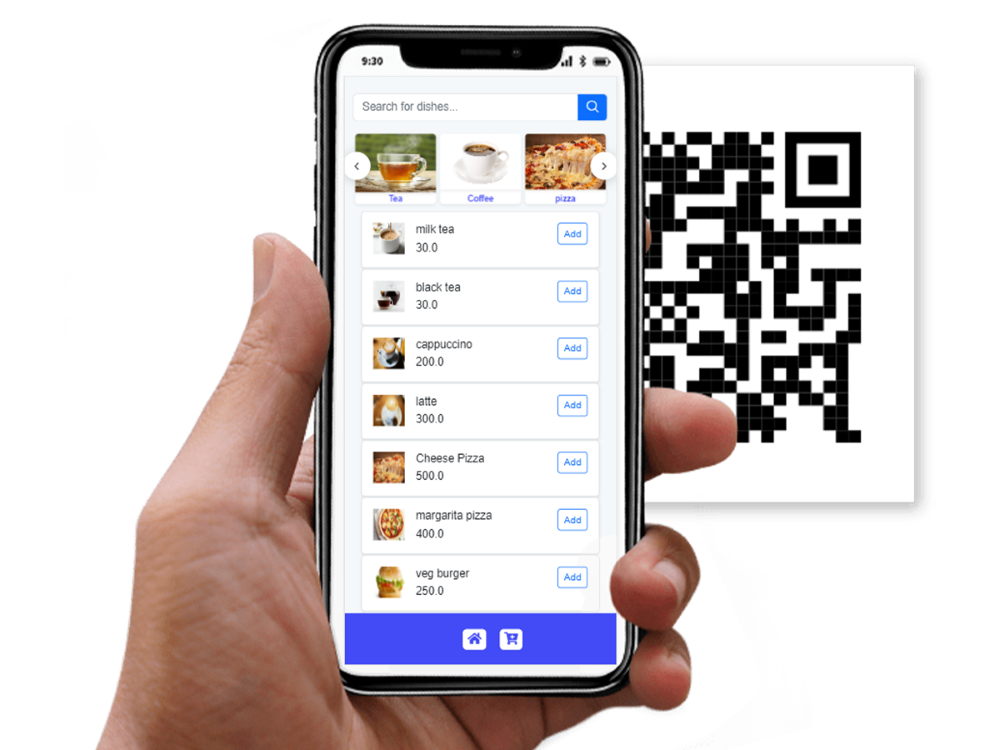 9:30
Search for dishes...
Tea
Coffee
pizza
milk tea
Add
30.0
black tea
Add
30.0
cappuccino
Add
200.0
latte
Add
300.0
Cheese Pizza
Add
500.0
margarita pizza
Add
400.0
veg burger
Add
250.0